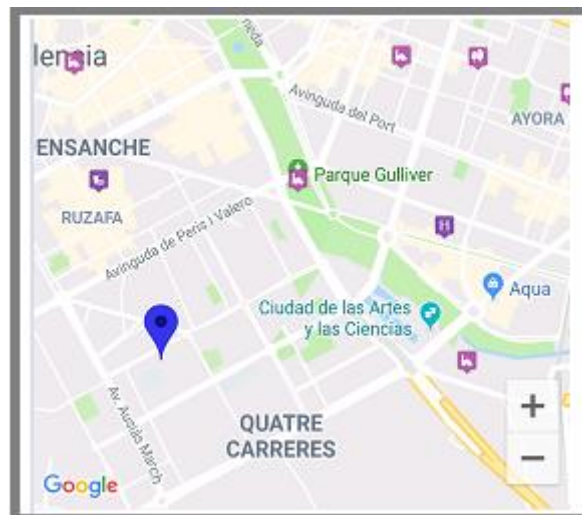 lencia
neda
Avinguda del Port
AYORA
ENSANCHE
Parque Gulliver
RUZAFA
Avinguda de Peris i Valero
H
Aqua
Ciudad de las Artes
y las Ciencias
Av. Ausiàs March
QUATRE
CARRERES
+
−
Google